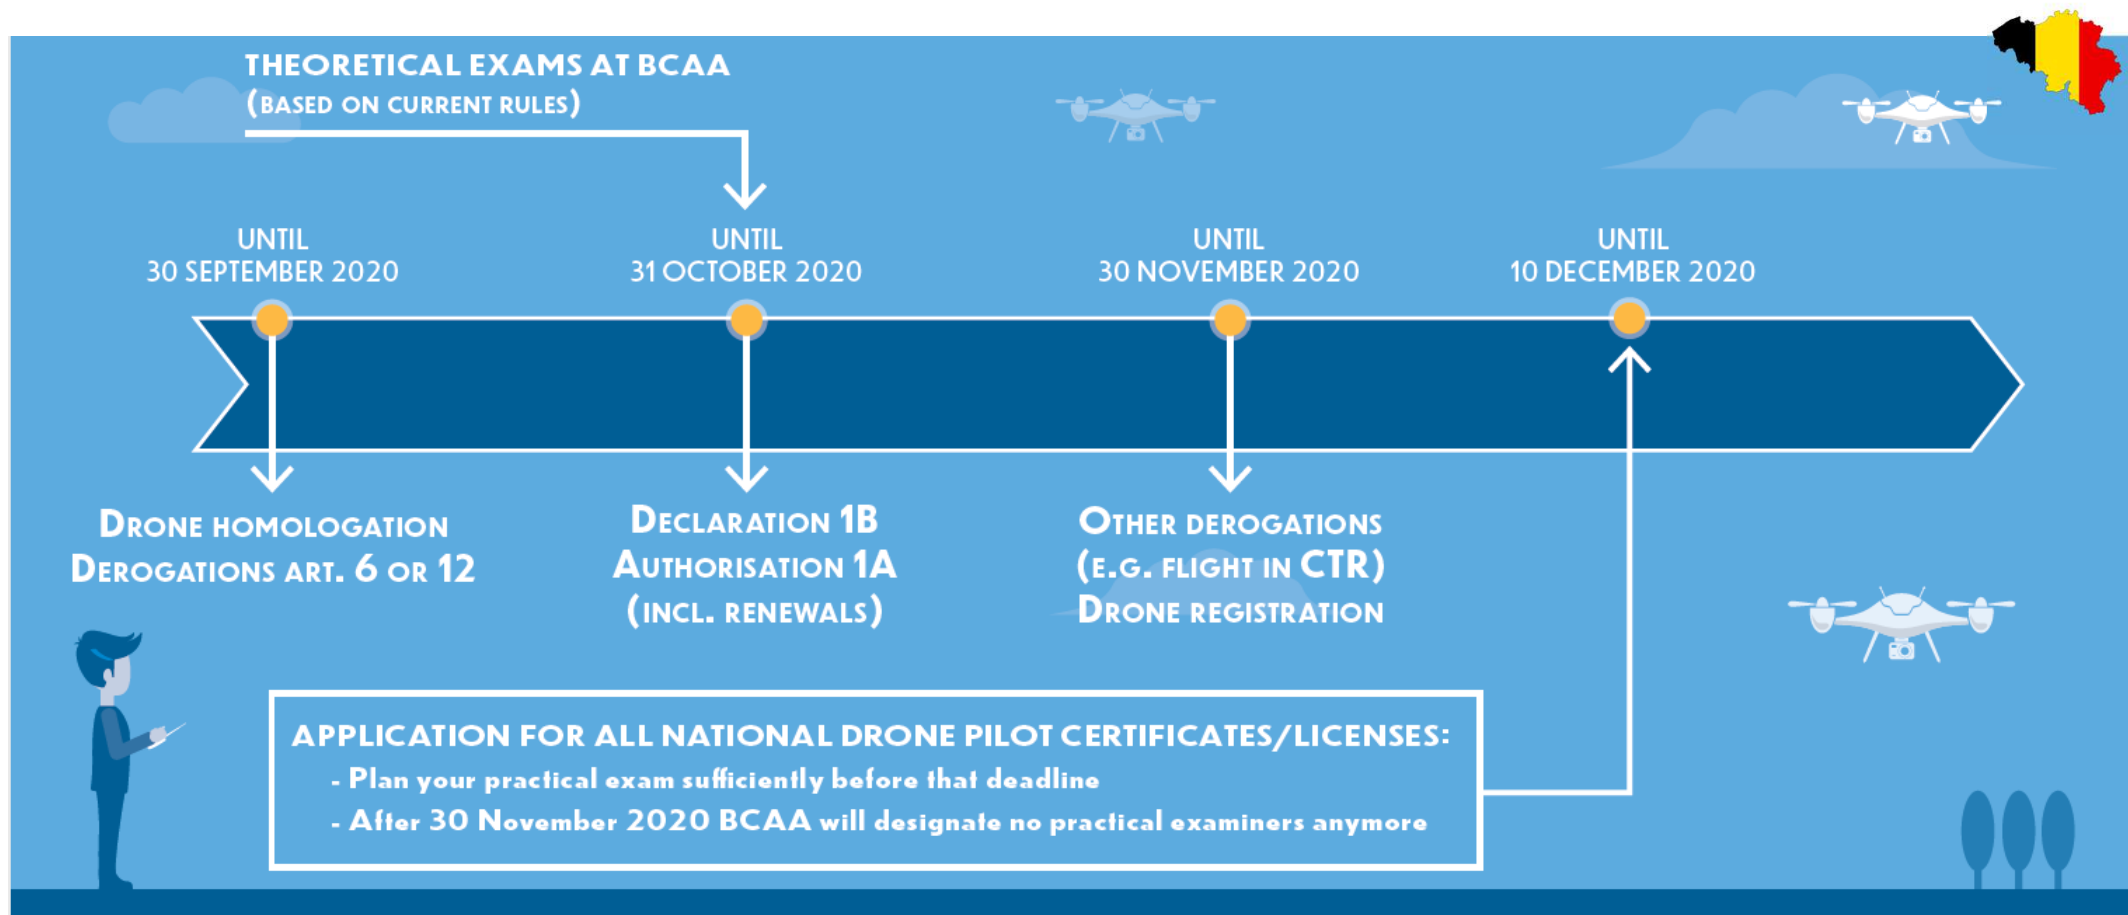 THEORETICAL EXAMS AT BCAA
(BASED ON CURRENT RULES)
UNTIL
30 SEPTEMBER 2020
UNTIL
31 OCTOBER 2020
UNTIL
30 NOVEMBER 2020
UNTIL
10 DECEMBER 2020
DRONE HOMOLOGATION
DEROGATIONS ART. 6 OR 12
DECLARATION 1B
AUTHORISATION 1A
(INCL. RENEWALS)
OTHER DEROGATIONS
(E.G. FLIGHT IN CTR)
DRONE REGISTRATION
APPLICATION FOR ALL NATIONAL DRONE PILOT CERTIFICATES/LICENSES:
- Plan your practical exam sufficiently before that deadline
- After 30 November 2020 BCAA will designate no practical examiners anymore